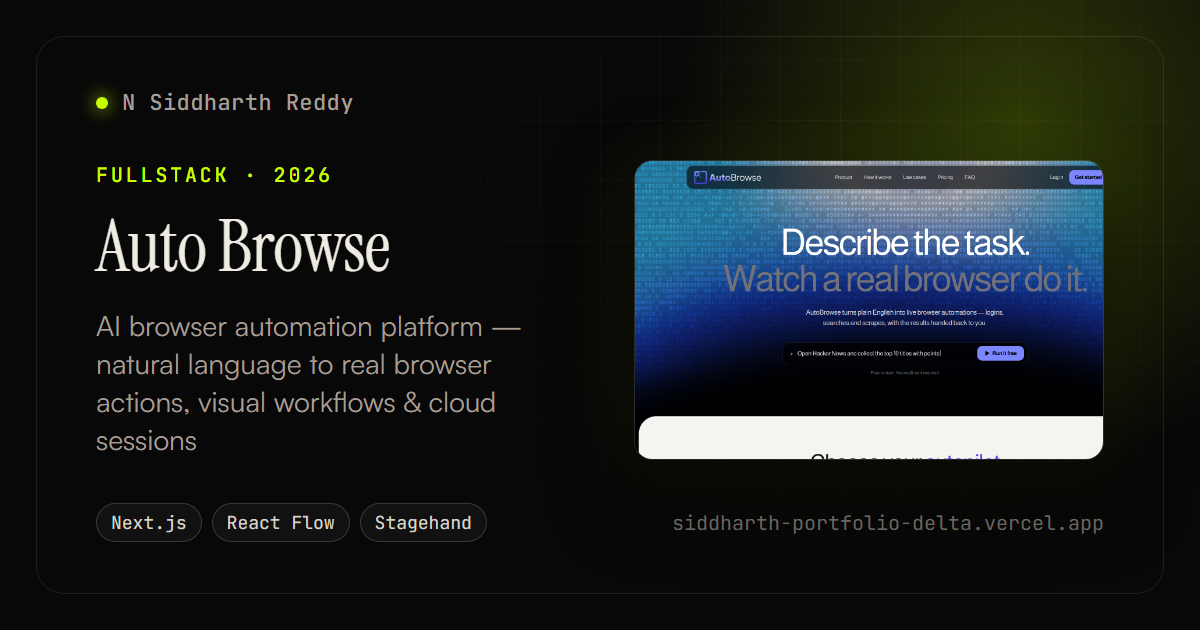 N Siddharth Reddy
FULLSTACK · 2026
Auto Browse
AI browser automation platform —
natural language to real browser
actions, visual workflows & cloud
sessions
Next.js
React Flow
Stagehand
AutoBrowse
Product
How it works
Use cases
Pricing
FAQ
Log in
Get started
Describe the task.
Watch a real browser do it.
AutoBrowse turns plain English into live browser automations — logins,
searches and scrapes, with the results handed back to you.
Open Hacker News and collect the top 10 titles with points
Run it free
Choose your autopilot
siddharth-portfolio-delta.vercel.app